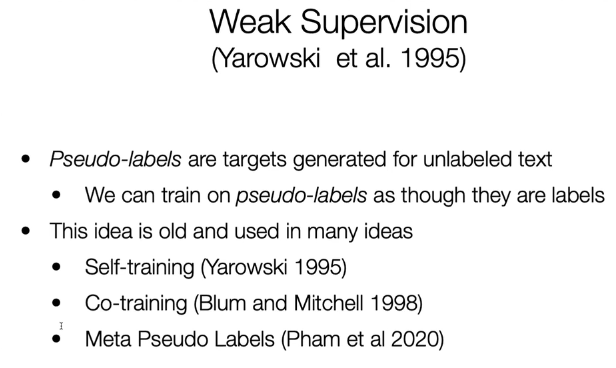 Weak Supervision
(Yarowski et al. 1995)
• Pseudo-labels are targets generated for unlabeled text
• We can train on pseudo-labels as though they are labels
• This idea is old and used in many ideas
• Self-training (Yarowski 1995)
• Co-training (Blum and Mitchell 1998)
• Meta Pseudo Labels (Pham et al 2020)